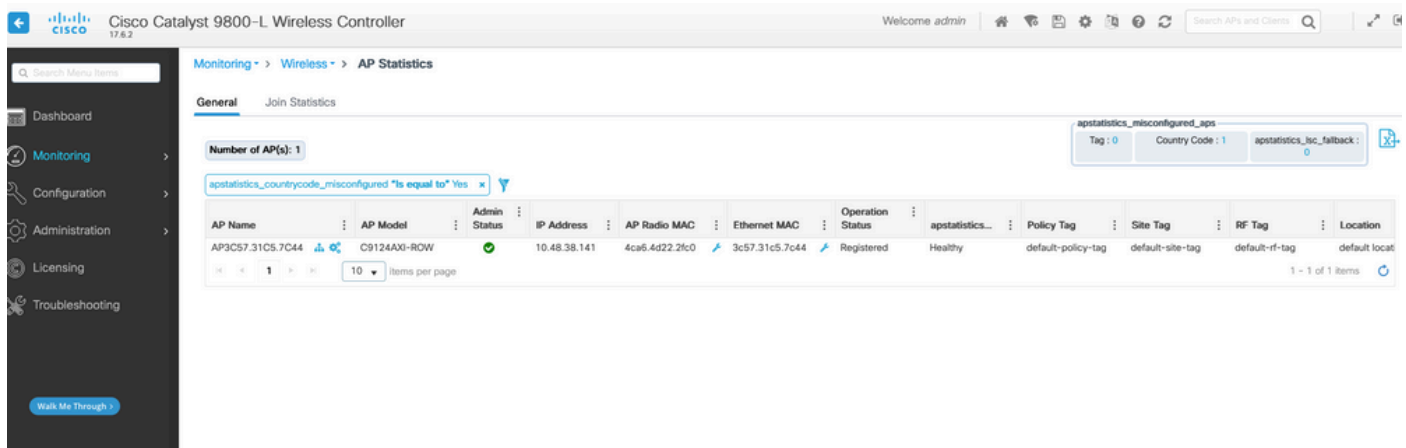 CISCO
Cisco Catalyst 9800-L Wireless Controller
17.6.2
Welcome admin
Search APs and Clients
Search Menu Items
Dashboard
Monitoring
Configuration
Administration
Licensing
Troubleshooting
Walk Me Through >
Monitoring > Wireless > AP Statistics
General Join Statistics
Number of AP(s): 1
apstatistics_misconfigured_aps
Tag : 0 Country Code : 1 apstatistics_lsc_fallback :
0
apstatistics_countrycode_misconfigured "Is equal to" Yes x
AP Name AP Model Admin Status IP Address AP Radio MAC Ethernet MAC Operation Status apstatistics... Policy Tag Site Tag RF Tag Location
AP3C57.31C5.7C44 C9124AXI-ROW 10.48.38.141 4ca6.4d22.2fc0 3c57.31c5.7c44 Registered Healthy default-policy-tag default-site-tag default-rf-tag default locat
1 10 items per page 1 - 1 of 1 items